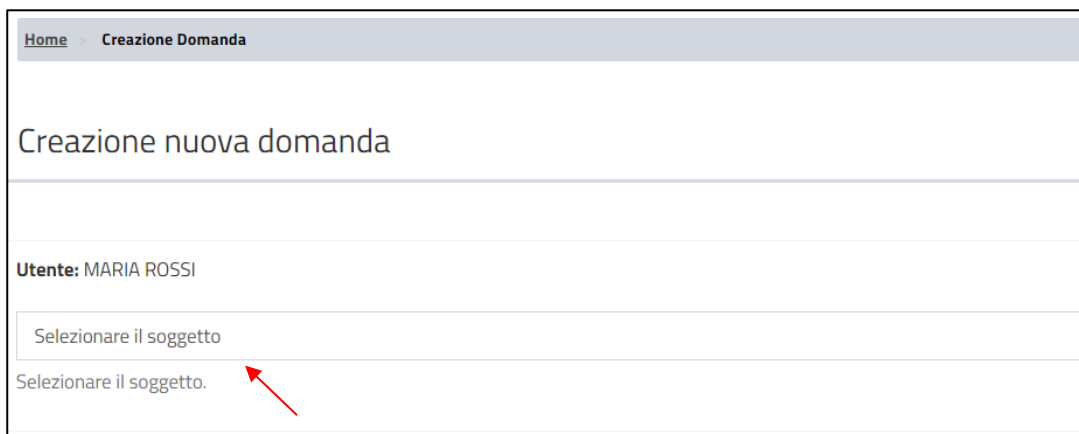 Home > Creazione Domanda
Creazione nuova domanda
Utente: MARIA ROSSI
Selezionare il soggetto
Selezionare il soggetto.